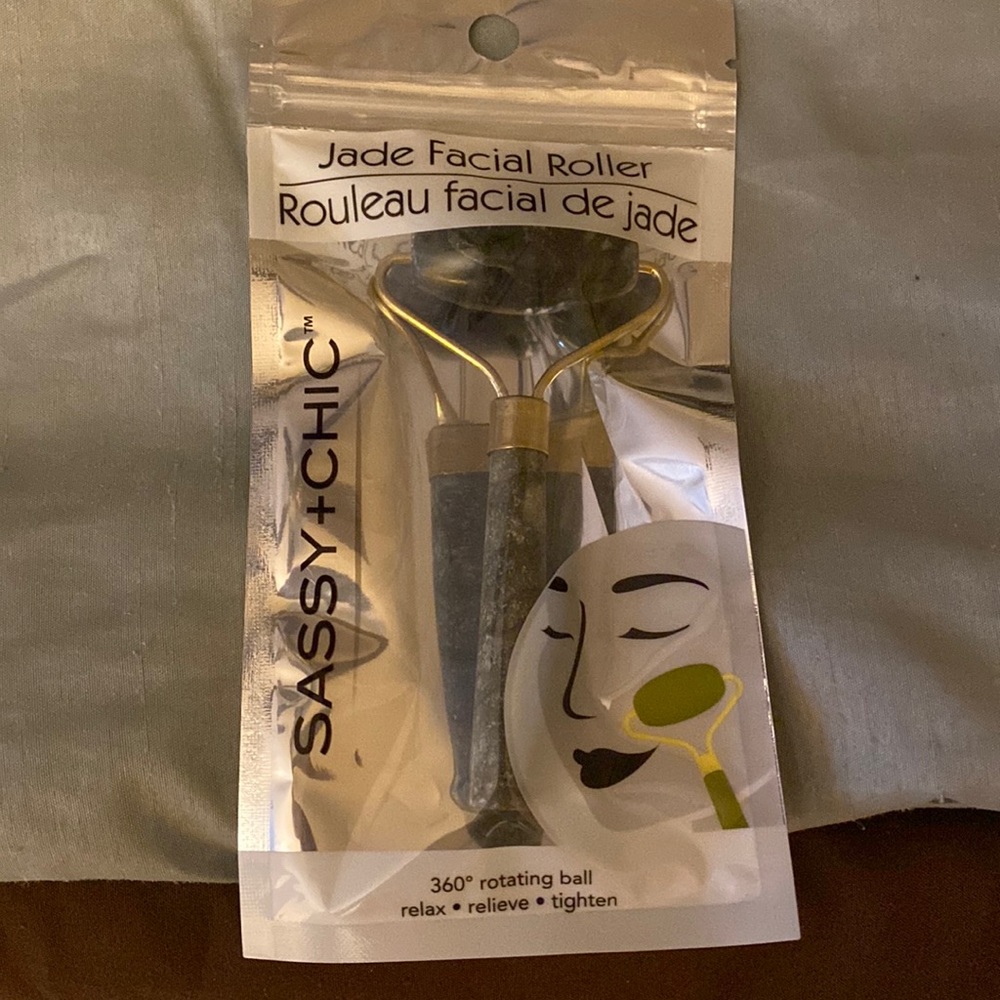 Jade Facial Roller
Rouleau facial de jade
SASSY+CHIC™
360° rotating ball
relax • relieve • tighten